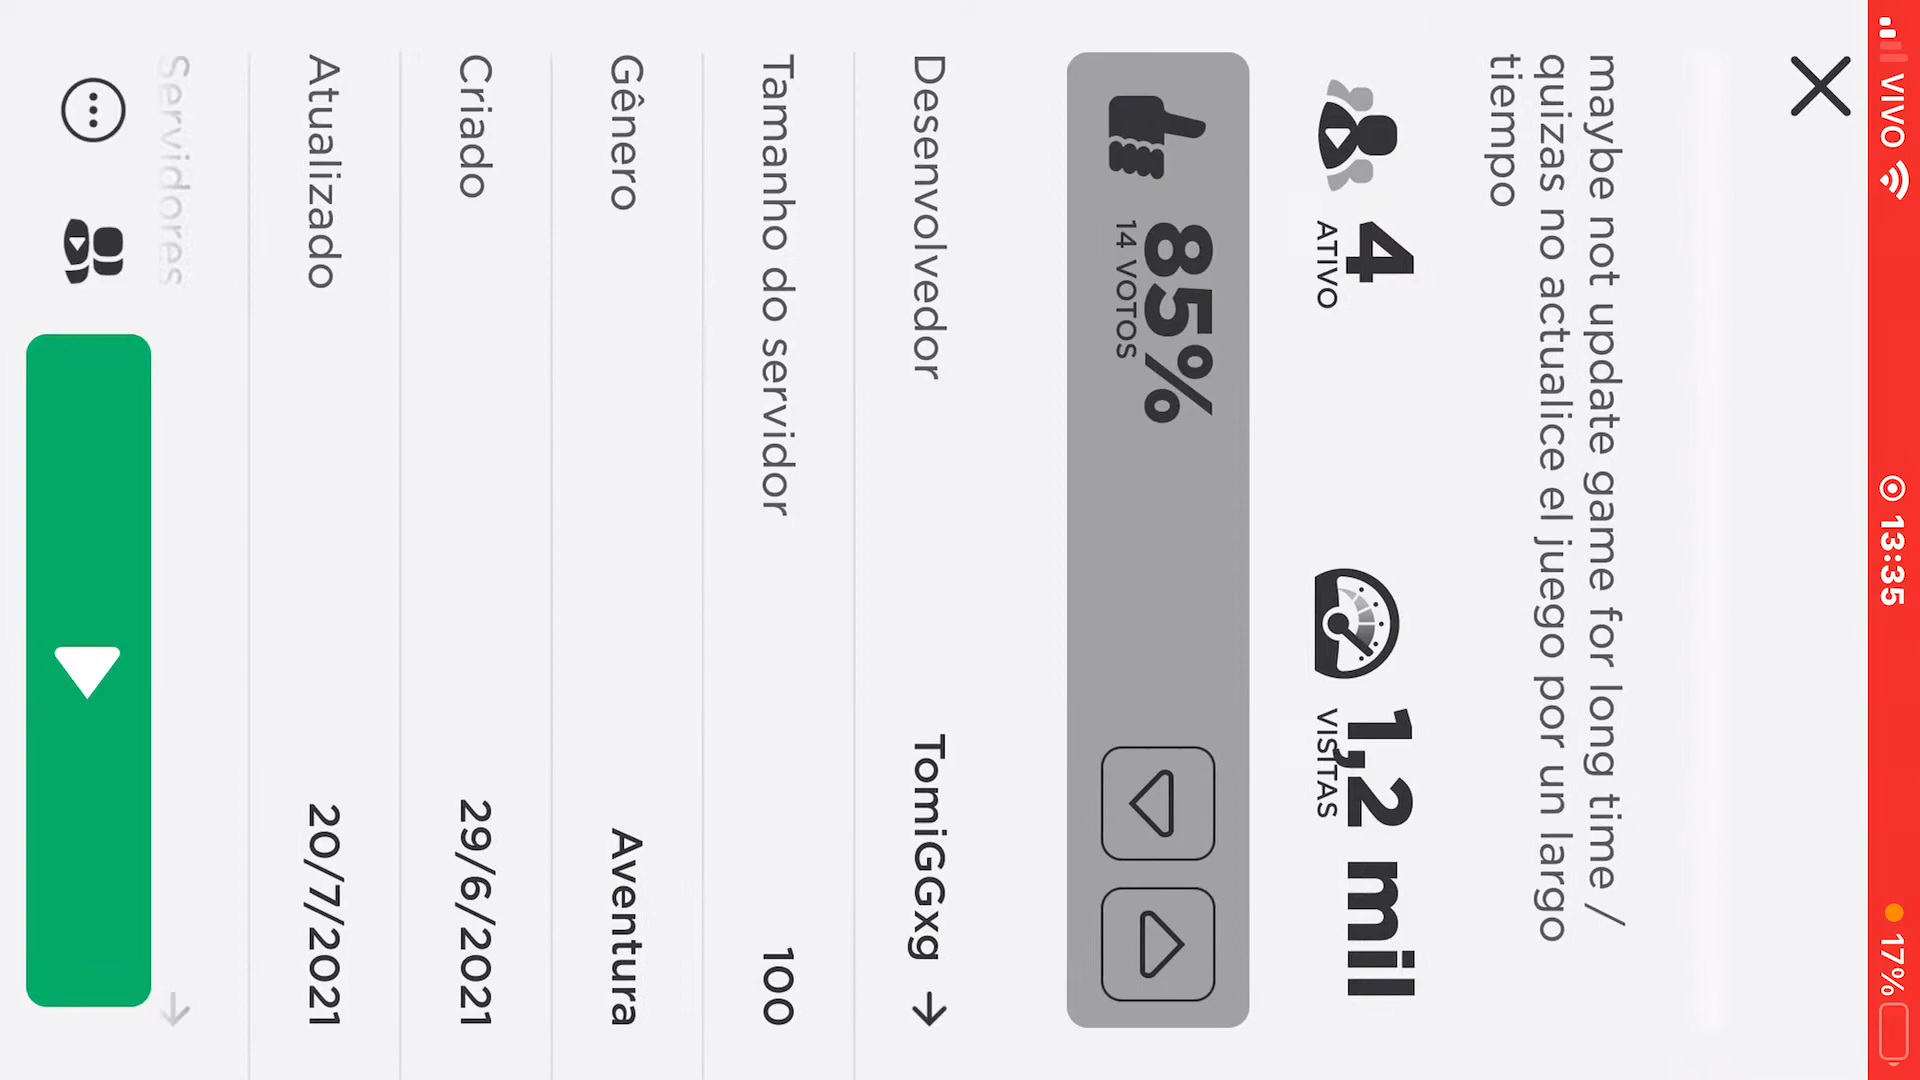 VIVO 13:35 17%
maybe not update game for long time /
quizas no actualice el juego por un largo
tiempo
4
ATIVO
1,2 mil
VISITAS
85%
14 VOTOS
Desenvolvedor TomiGGxg
Tamanho do servidor 100
Gênero Aventura
Criado 29/6/2021
Atualizado 20/7/2021
Servidores